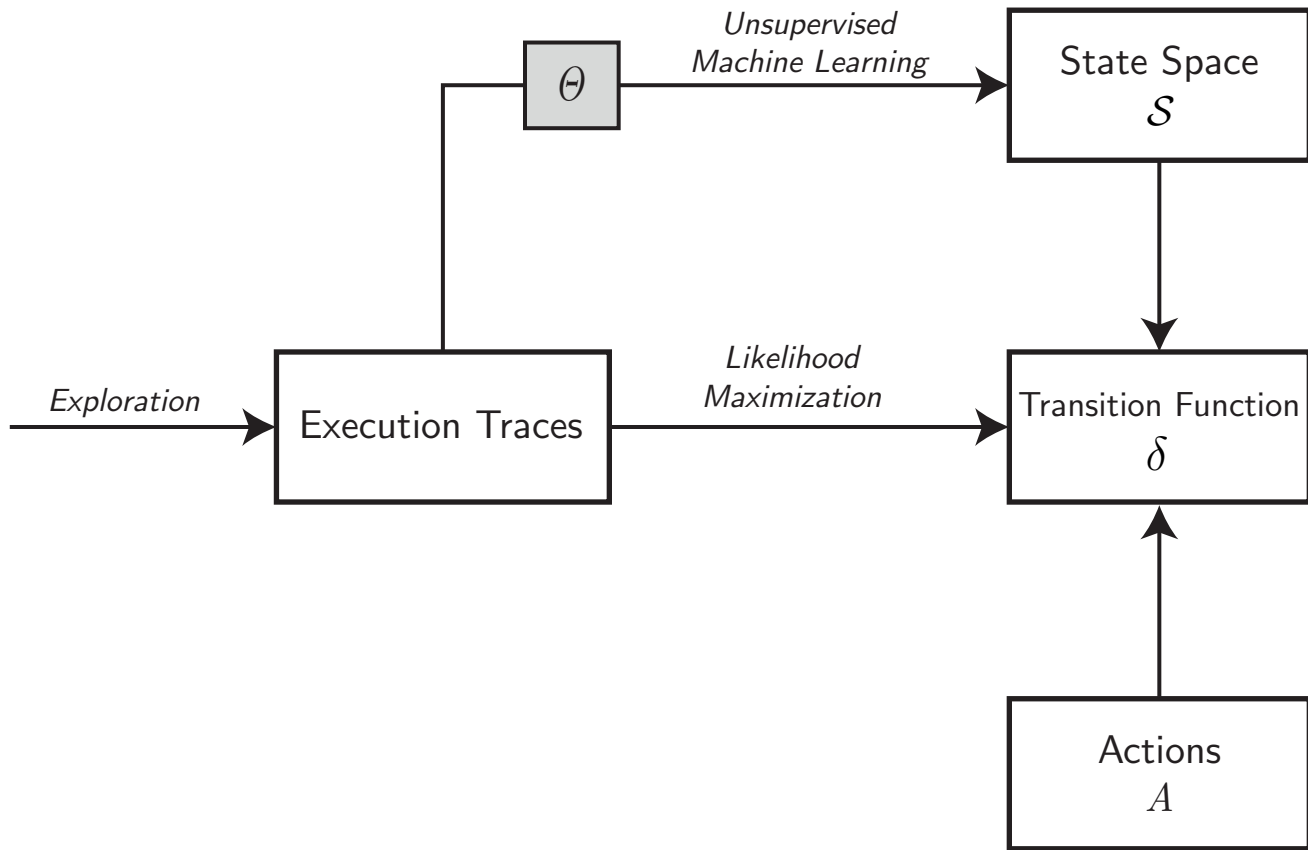 Unsupervised
Machine Learning
Θ
State Space
𝒮
Exploration
Execution Traces
Likelihood
Maximization
Transition Function
δ
Actions
A